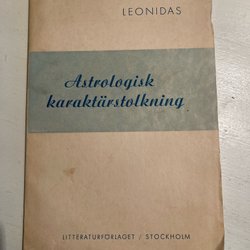 LEONIDAS
Astrologisk
karaktärstolkning
LITTERATURFÖRLAGET / STOCKHOLM